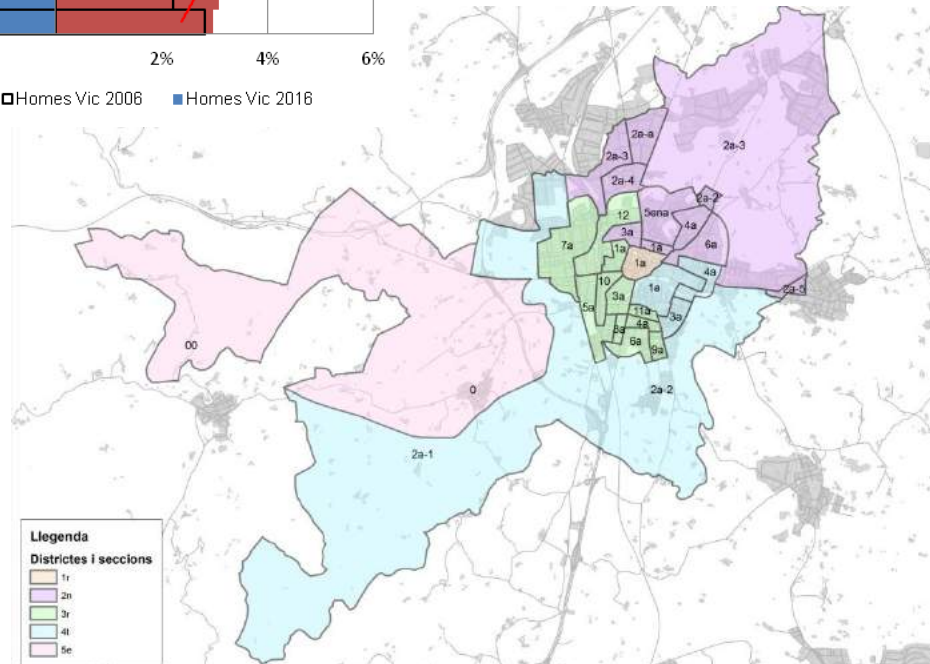 2% 4% 6%
Homes Vic 2006 Homes Vic 2016
2a-a
2a-3
2a-3
2a-4
2a-2
12
5ena
4a
3a
7a
1a
1a
6a
1a
4a
10
1a
2a-5
3a
5a
11a
3a
4a
8a
6a
9a
00
0
2a-2
2a-1
Llegenda
Districtes i seccions
1r
2n
3r
4t
5e